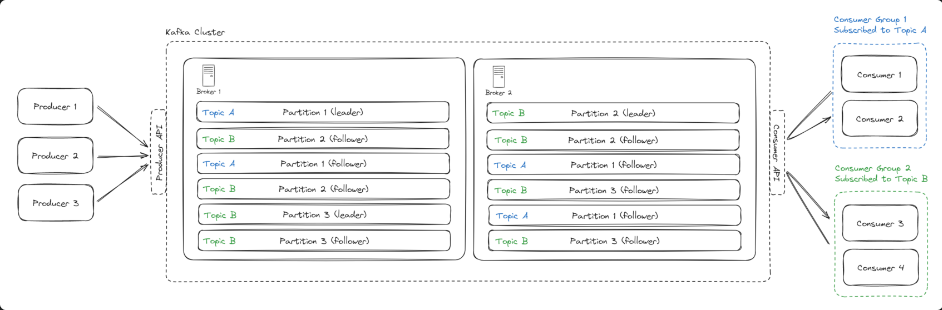 Kafka Cluster
Producer 1
Producer 2
Producer 3
Producer API
Broker 1
Topic A Partition 1 (leader)
Topic B Partition 2 (follower)
Topic A Partition 1 (follower)
Topic B Partition 2 (follower)
Topic B Partition 3 (leader)
Topic B Partition 3 (follower)
Broker 2
Topic B Partition 2 (leader)
Topic B Partition 2 (follower)
Topic A Partition 1 (follower)
Topic B Partition 3 (follower)
Topic A Partition 1 (follower)
Topic B Partition 3 (follower)
Consumer API
Consumer Group 1
Subscribed to Topic A
Consumer 1
Consumer 2
Consumer Group 2
Subscribed to Topic B
Consumer 3
Consumer 4